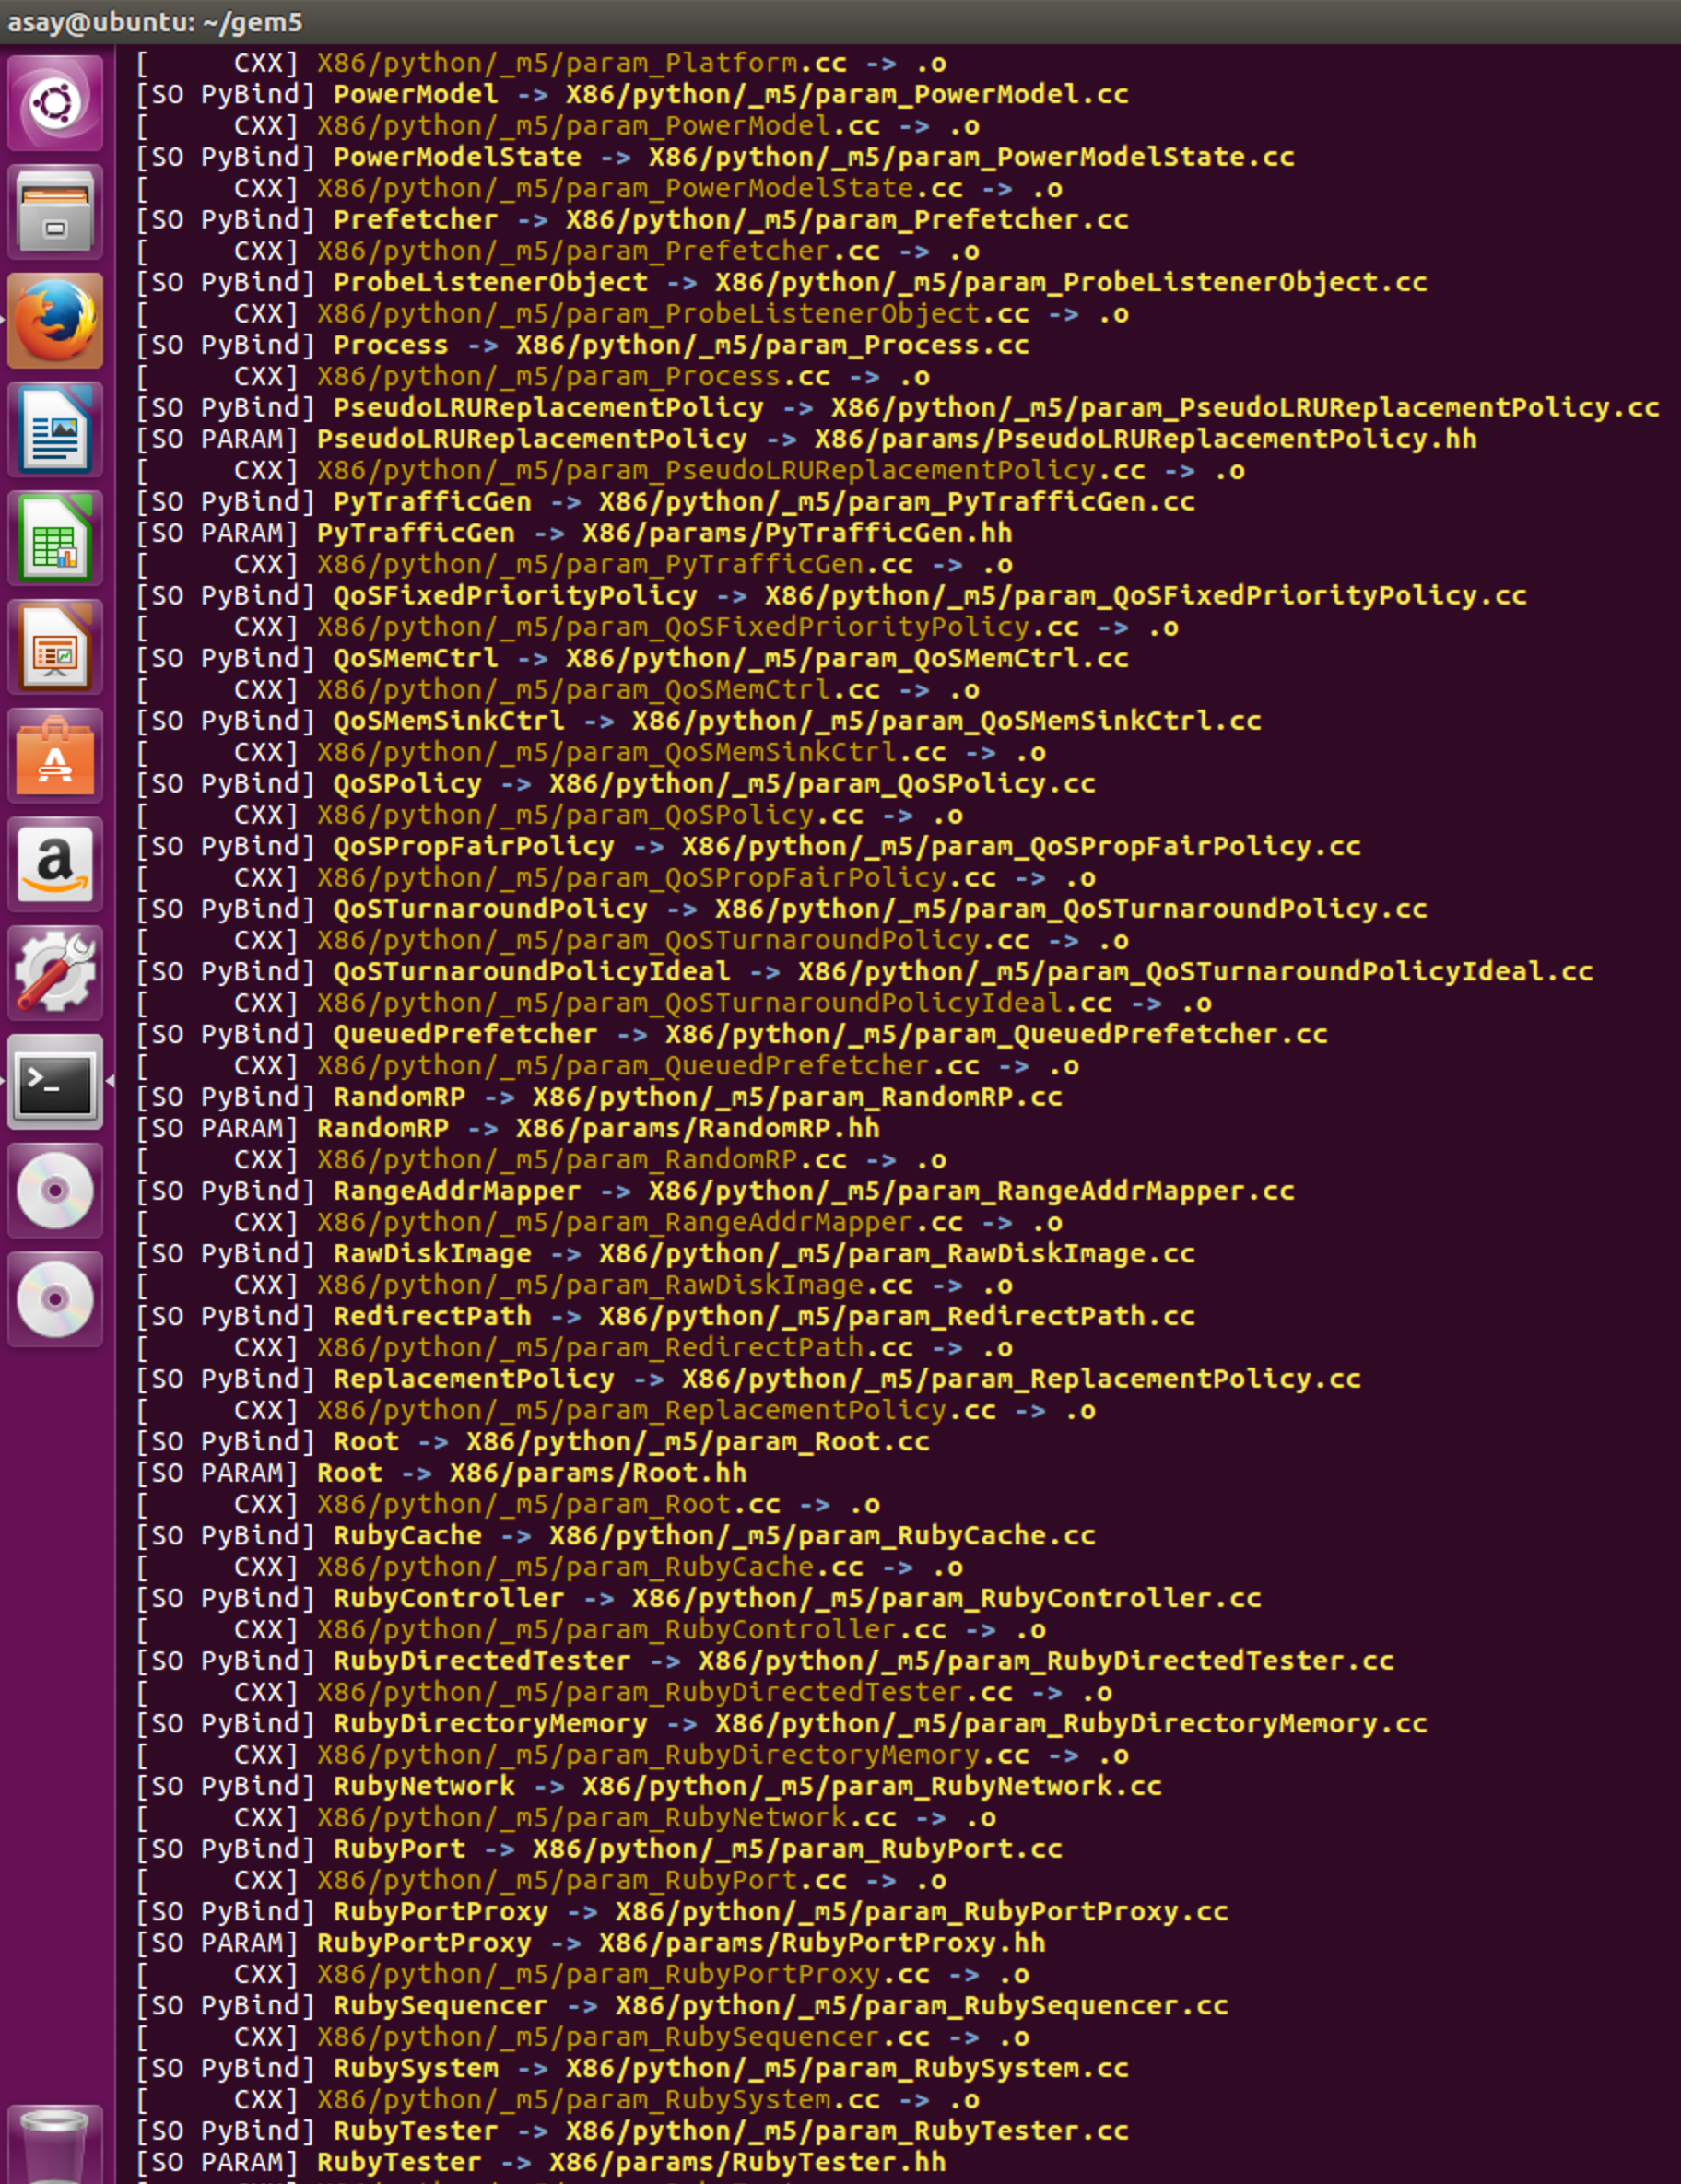 asay@ubuntu: ~/gem5
[     CXX] X86/python/_m5/param_Platform.cc -> .o
[SO PyBind] PowerModel -> X86/python/_m5/param_PowerModel.cc
[     CXX] X86/python/_m5/param_PowerModel.cc -> .o
[SO PyBind] PowerModelState -> X86/python/_m5/param_PowerModelState.cc
[     CXX] X86/python/_m5/param_PowerModelState.cc -> .o
[SO PyBind] Prefetcher -> X86/python/_m5/param_Prefetcher.cc
[     CXX] X86/python/_m5/param_Prefetcher.cc -> .o
[SO PyBind] ProbeListenerObject -> X86/python/_m5/param_ProbeListenerObject.cc
[     CXX] X86/python/_m5/param_ProbeListenerObject.cc -> .o
[SO PyBind] Process -> X86/python/_m5/param_Process.cc
[     CXX] X86/python/_m5/param_Process.cc -> .o
[SO PyBind] PseudoLRUReplacementPolicy -> X86/python/_m5/param_PseudoLRUReplacementPolicy.cc
[SO PARAM] PseudoLRUReplacementPolicy -> X86/params/PseudoLRUReplacementPolicy.hh
[     CXX] X86/python/_m5/param_PseudoLRUReplacementPolicy.cc -> .o
[SO PyBind] PyTrafficGen -> X86/python/_m5/param_PyTrafficGen.cc
[SO PARAM] PyTrafficGen -> X86/params/PyTrafficGen.hh
[     CXX] X86/python/_m5/param_PyTrafficGen.cc -> .o
[SO PyBind] QoSFixedPriorityPolicy -> X86/python/_m5/param_QoSFixedPriorityPolicy.cc
[     CXX] X86/python/_m5/param_QoSFixedPriorityPolicy.cc -> .o
[SO PyBind] QoSMemCtrl -> X86/python/_m5/param_QoSMemCtrl.cc
[     CXX] X86/python/_m5/param_QoSMemCtrl.cc -> .o
[SO PyBind] QoSMemSinkCtrl -> X86/python/_m5/param_QoSMemSinkCtrl.cc
[     CXX] X86/python/_m5/param_QoSMemSinkCtrl.cc -> .o
[SO PyBind] QoSPolicy -> X86/python/_m5/param_QoSPolicy.cc
[     CXX] X86/python/_m5/param_QoSPolicy.cc -> .o
[SO PyBind] QoSPropFairPolicy -> X86/python/_m5/param_QoSPropFairPolicy.cc
[     CXX] X86/python/_m5/param_QoSPropFairPolicy.cc -> .o
[SO PyBind] QoSTurnaroundPolicy -> X86/python/_m5/param_QoSTurnaroundPolicy.cc
[     CXX] X86/python/_m5/param_QoSTurnaroundPolicy.cc -> .o
[SO PyBind] QoSTurnaroundPolicyIdeal -> X86/python/_m5/param_QoSTurnaroundPolicyIdeal.cc
[     CXX] X86/python/_m5/param_QoSTurnaroundPolicyIdeal.cc -> .o
[SO PyBind] QueuedPrefetcher -> X86/python/_m5/param_QueuedPrefetcher.cc
[     CXX] X86/python/_m5/param_QueuedPrefetcher.cc -> .o
[SO PyBind] RandomRP -> X86/python/_m5/param_RandomRP.cc
[SO PARAM] RandomRP -> X86/params/RandomRP.hh
[     CXX] X86/python/_m5/param_RandomRP.cc -> .o
[SO PyBind] RangeAddrMapper -> X86/python/_m5/param_RangeAddrMapper.cc
[     CXX] X86/python/_m5/param_RangeAddrMapper.cc -> .o
[SO PyBind] RawDiskImage -> X86/python/_m5/param_RawDiskImage.cc
[     CXX] X86/python/_m5/param_RawDiskImage.cc -> .o
[SO PyBind] RedirectPath -> X86/python/_m5/param_RedirectPath.cc
[     CXX] X86/python/_m5/param_RedirectPath.cc -> .o
[SO PyBind] ReplacementPolicy -> X86/python/_m5/param_ReplacementPolicy.cc
[     CXX] X86/python/_m5/param_ReplacementPolicy.cc -> .o
[SO PyBind] Root -> X86/python/_m5/param_Root.cc
[SO PARAM] Root -> X86/params/Root.hh
[     CXX] X86/python/_m5/param_Root.cc -> .o
[SO PyBind] RubyCache -> X86/python/_m5/param_RubyCache.cc
[     CXX] X86/python/_m5/param_RubyCache.cc -> .o
[SO PyBind] RubyController -> X86/python/_m5/param_RubyController.cc
[     CXX] X86/python/_m5/param_RubyController.cc -> .o
[SO PyBind] RubyDirectedTester -> X86/python/_m5/param_RubyDirectedTester.cc
[     CXX] X86/python/_m5/param_RubyDirectedTester.cc -> .o
[SO PyBind] RubyDirectoryMemory -> X86/python/_m5/param_RubyDirectoryMemory.cc
[     CXX] X86/python/_m5/param_RubyDirectoryMemory.cc -> .o
[SO PyBind] RubyNetwork -> X86/python/_m5/param_RubyNetwork.cc
[     CXX] X86/python/_m5/param_RubyNetwork.cc -> .o
[SO PyBind] RubyPort -> X86/python/_m5/param_RubyPort.cc
[     CXX] X86/python/_m5/param_RubyPort.cc -> .o
[SO PyBind] RubyPortProxy -> X86/python/_m5/param_RubyPortProxy.cc
[SO PARAM] RubyPortProxy -> X86/params/RubyPortProxy.hh
[     CXX] X86/python/_m5/param_RubyPortProxy.cc -> .o
[SO PyBind] RubySequencer -> X86/python/_m5/param_RubySequencer.cc
[     CXX] X86/python/_m5/param_RubySequencer.cc -> .o
[SO PyBind] RubySystem -> X86/python/_m5/param_RubySystem.cc
[     CXX] X86/python/_m5/param_RubySystem.cc -> .o
[SO PyBind] RubyTester -> X86/python/_m5/param_RubyTester.cc
[SO PARAM] RubyTester -> X86/params/RubyTester.hh